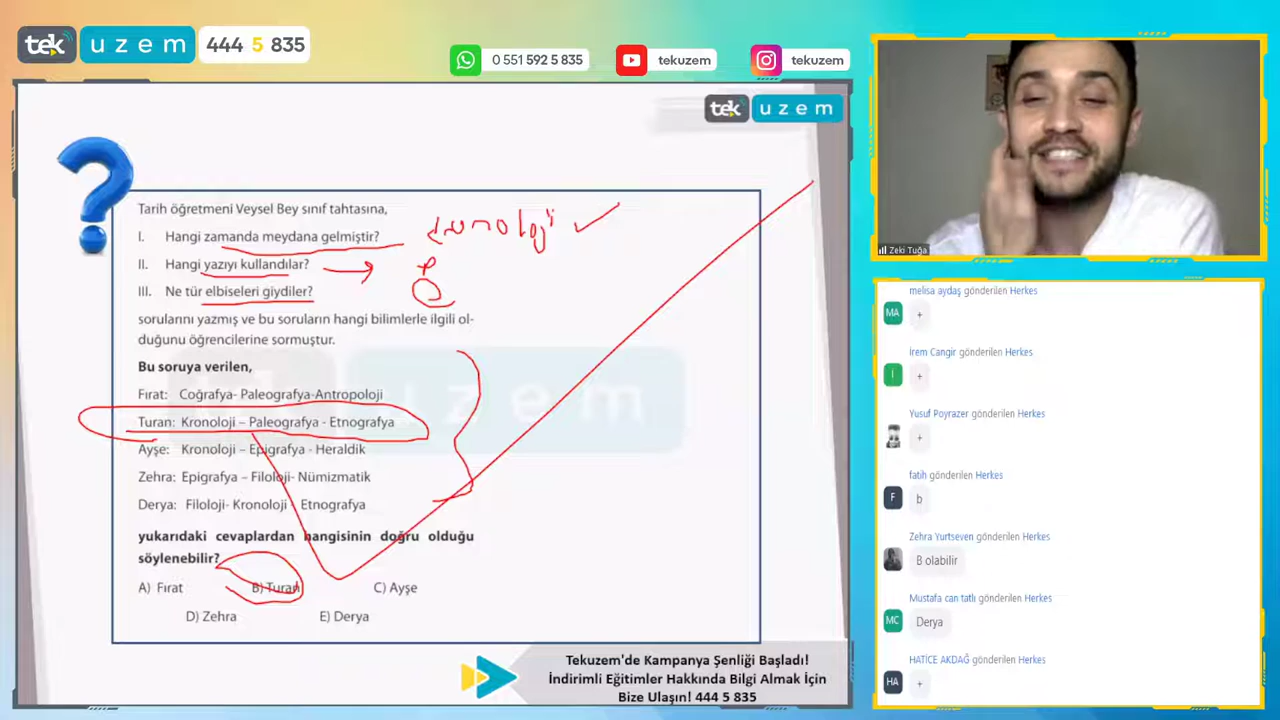 tek uzem 444 5 835
0 551 592 5 835
tekuzem
tekuzem
tek uzem
Tarih öğretmeni Veysel Bey sınıf tahtasına,
I. Hangi zamanda meydana gelmiştir?
kronoloji
II. Hangi yazıyı kullandılar?
P
III. Ne tür elbiseleri giydiler?
sorularını yazmış ve bu soruların hangi bilimlerle ilgili ol-
duğunu öğrencilerine sormuştur.
Bu soruya verilen,
Fırat: Coğrafya- Paleografya-Antropoloji
Turan: Kronoloji – Paleografya - Etnografya
Ayşe: Kronoloji – Epigrafya - Heraldik
Zehra: Epigrafya – Filoloji- Nümizmatik
Derya: Filoloji- Kronoloji - Etnografya
yukarıdaki cevaplardan hangisinin doğru olduğu
söylenebilir?
A) Fırat B) Turan C) Ayşe
D) Zehra E) Derya
Tekuzem'de Kampanya Şenliği Başladı!
İndirimli Eğitimler Hakkında Bilgi Almak İçin
Bize Ulaşın! 444 5 835
Zeki Tuğa
melisa aydaş gönderilen Herkes
MA +
İrem Cangir gönderilen Herkes
İ +
Yusuf Poyrazer gönderilen Herkes
+
fatih gönderilen Herkes
F b
Zehra Yurtseven gönderilen Herkes
B olabilir
Mustafa can tatlı gönderilen Herkes
MC Derya
HATİCE AKDAĞ gönderilen Herkes
HA +